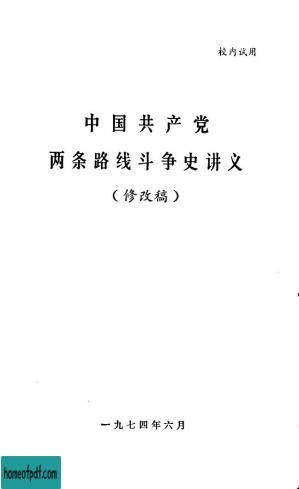 校内试用
中国共产党
两条路线斗争史讲义
（修改稿）
一九七四年六月
homeofpdf.com